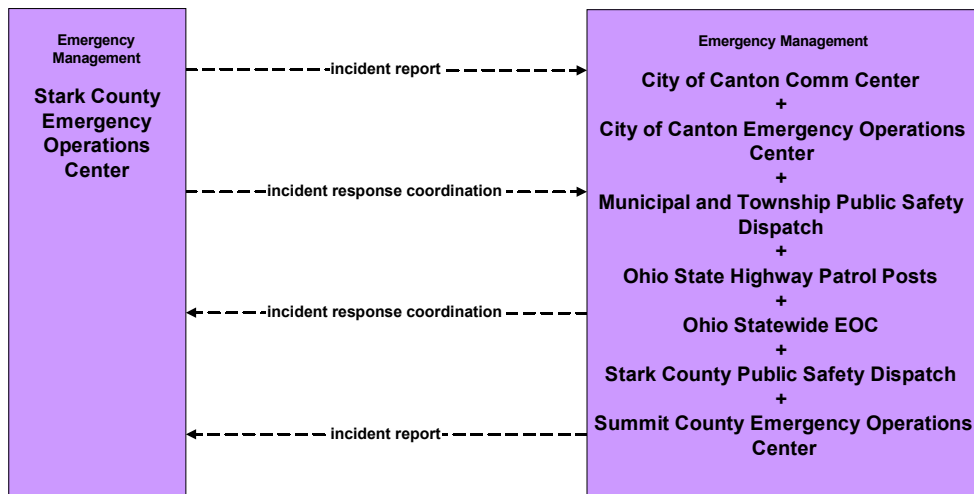 Emergency
Management
Stark County
Emergency
Operations
Center
incident report
incident response coordination
incident response coordination
incident report
Emergency Management
City of Canton Comm Center
+
City of Canton Emergency Operations
Center
+
Municipal and Township Public Safety
Dispatch
+
Ohio State Highway Patrol Posts
+
Ohio Statewide EOC
+
Stark County Public Safety Dispatch
+
Summit County Emergency Operations
Center